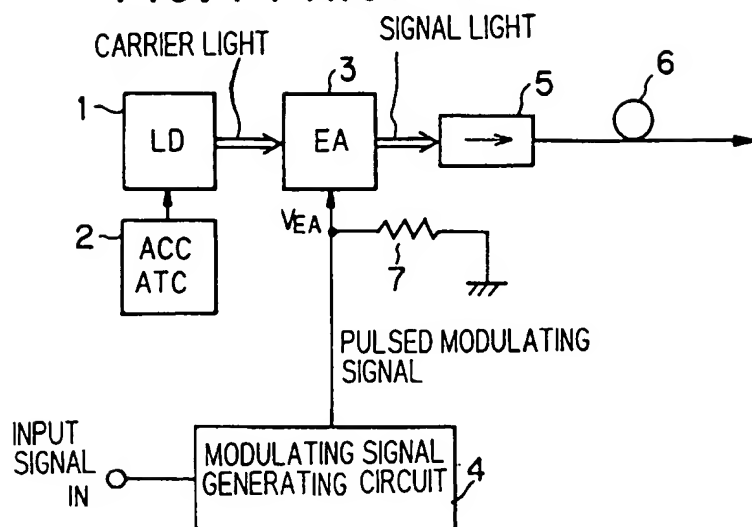 CARRIER LIGHT
SIGNAL LIGHT
1
3
5
6
LD
EA
2
ACC
ATC
VEA
7
PULSED MODULATING
SIGNAL
INPUT
SIGNAL
IN
MODULATING SIGNAL
GENERATING CIRCUIT
4